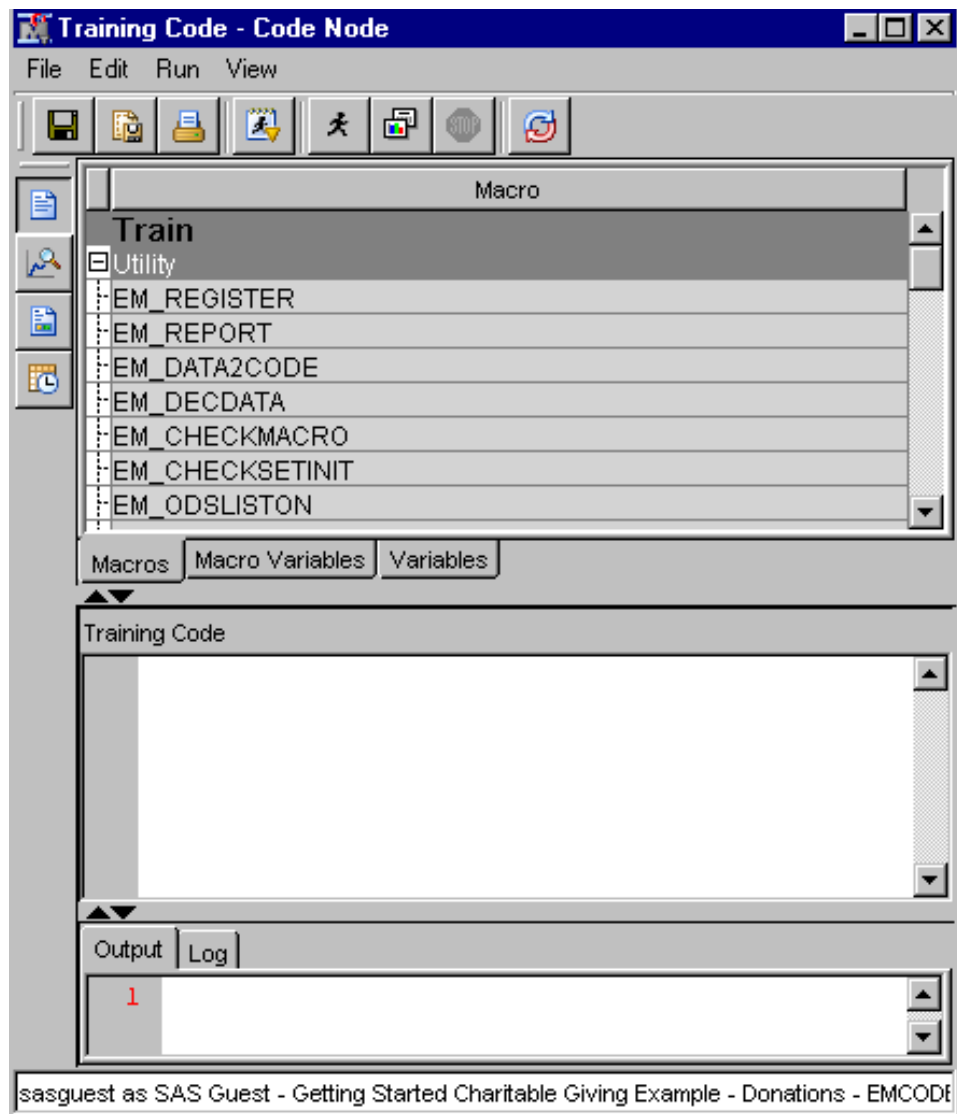 Training Code - Code Node
File Edit Run View
STOP
Macro
Train
Utility
EM_REGISTER
EM_REPORT
EM_DATA2CODE
EM_DECDATA
EM_CHECKMACRO
EM_CHECKSETINIT
EM_ODSLISTON
Macros Macro Variables Variables
Training Code
Output Log
1
sasguest as SAS Guest - Getting Started Charitable Giving Example - Donations - EMCODE